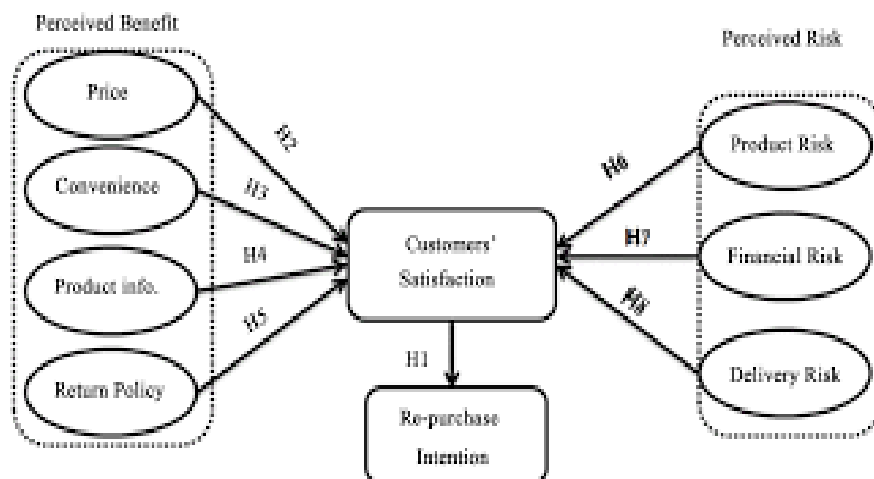 Perceived Benefit
Price
Convenience
Product info.
Return Policy
H2
H3
H4
H5
Customers'
Satisfaction
H1
Re-purchase
Intention
Perceived Risk
H6
H7
H8
Product Risk
Financial Risk
Delivery Risk